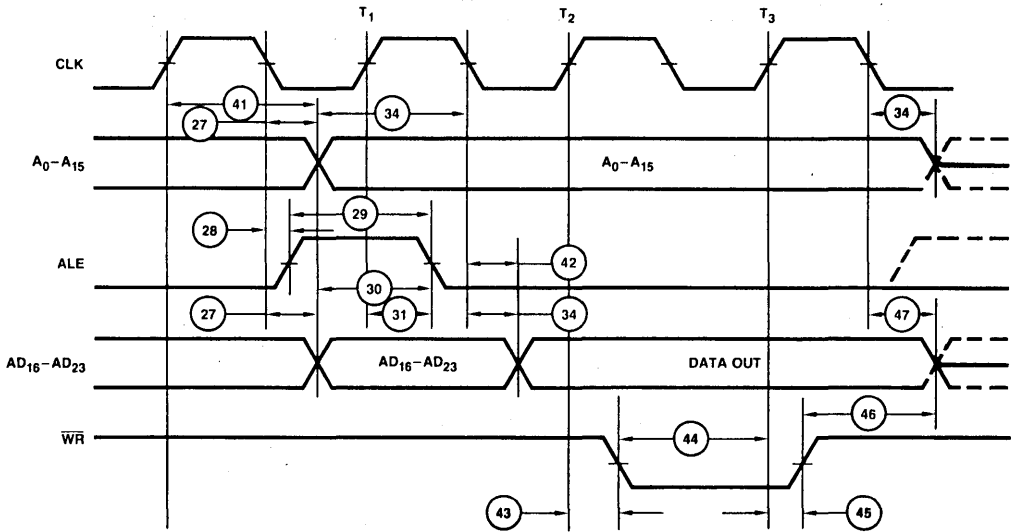 T1 T2 T3
CLK
41
27 34 34
A0–A15 A0–A15
29
28
ALE 42
30
27 31 34 47
AD16–AD23 AD16–AD23 DATA OUT
46
WR 44
43 45